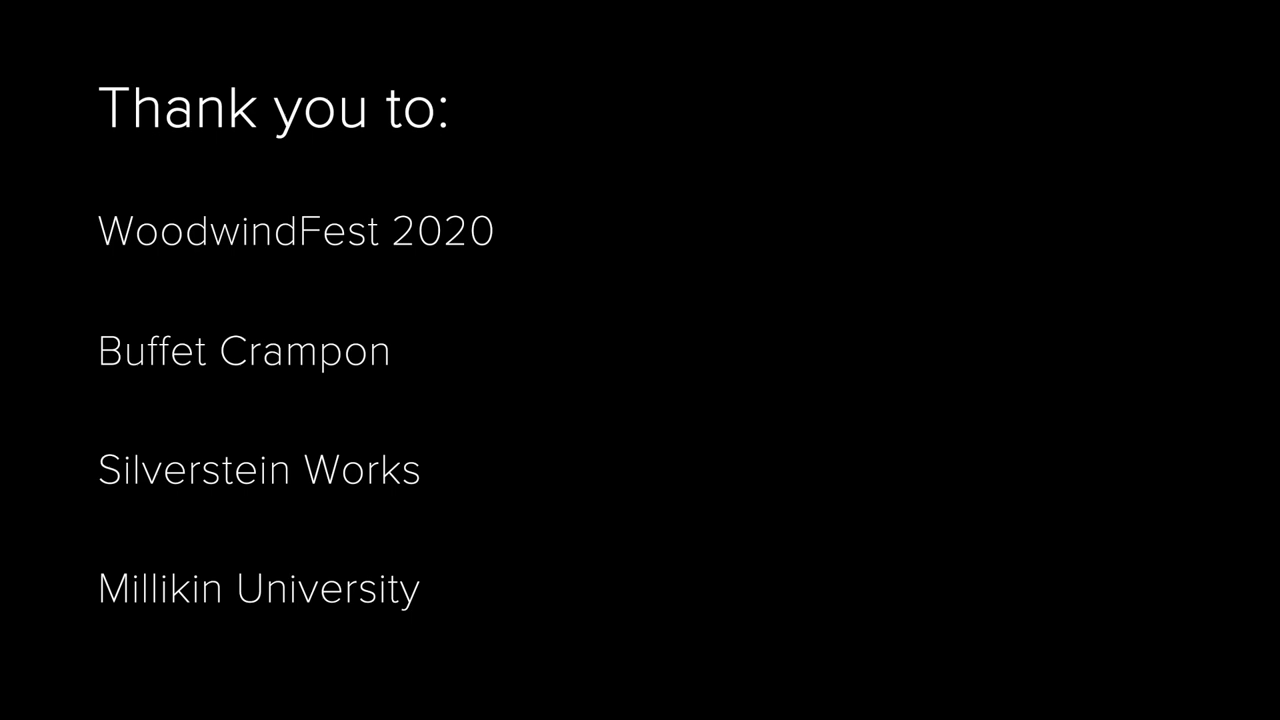 Thank you to:
WoodwindFest 2020
Buffet Crampon
Silverstein Works
Millikin University